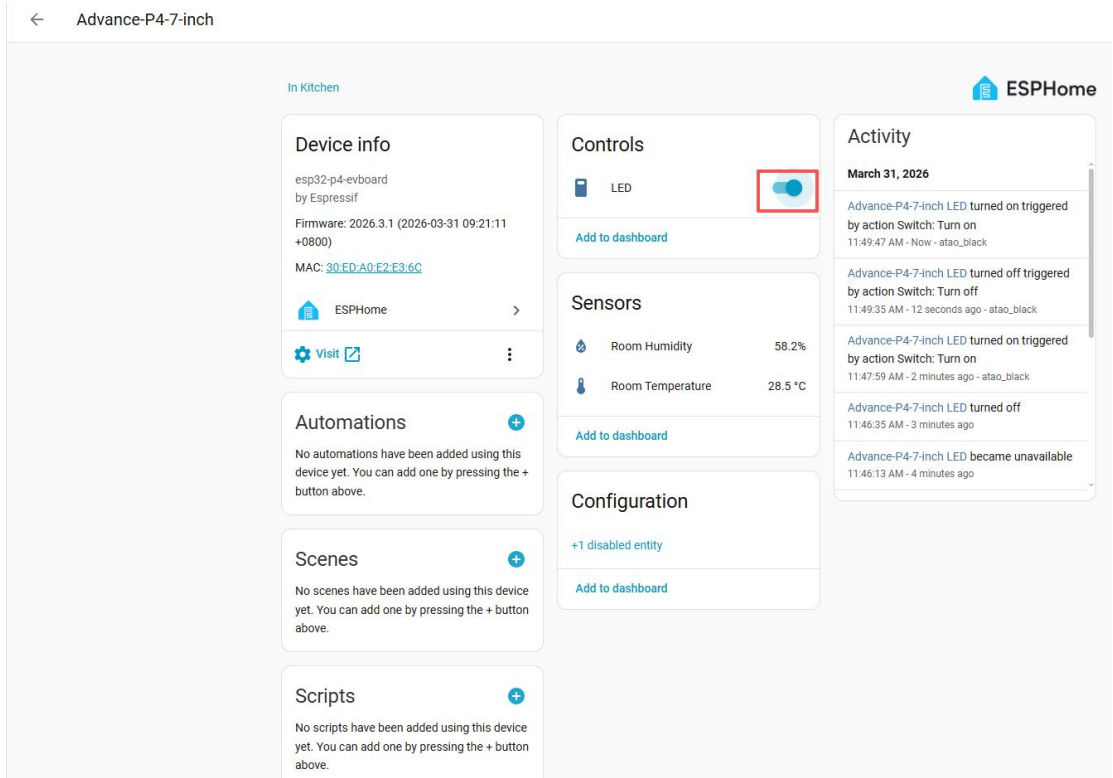 Advance-P4-7-inch
In Kitchen
ESPHome
Device info
esp32-p4-evboard
by Espressif
Firmware: 2026.3.1 (2026-03-31 09:21:11
+0800)
MAC: 30:ED:A0:E2:E3:6C
ESPHome
Visit
Automations
No automations have been added using this
device yet. You can add one by pressing the +
button above.
Scenes
No scenes have been added using this device
yet. You can add one by pressing the + button
above.
Scripts
No scripts have been added using this device
yet. You can add one by pressing the + button
above.
Controls
LED
Add to dashboard
Sensors
Room Humidity 58.2%
Room Temperature 28.5 °C
Add to dashboard
Configuration
+1 disabled entity
Add to dashboard
Activity
March 31, 2026
Advance-P4-7-inch LED turned on triggered
by action Switch: Turn on
11:49:47 AM - Now - atao_black
Advance-P4-7-inch LED turned off triggered
by action Switch: Turn off
11:49:35 AM - 12 seconds ago - atao_black
Advance-P4-7-inch LED turned on triggered
by action Switch: Turn on
11:47:59 AM - 2 minutes ago - atao_black
Advance-P4-7-inch LED turned off
11:46:35 AM - 3 minutes ago
Advance-P4-7-inch LED became unavailable
11:46:13 AM - 4 minutes ago